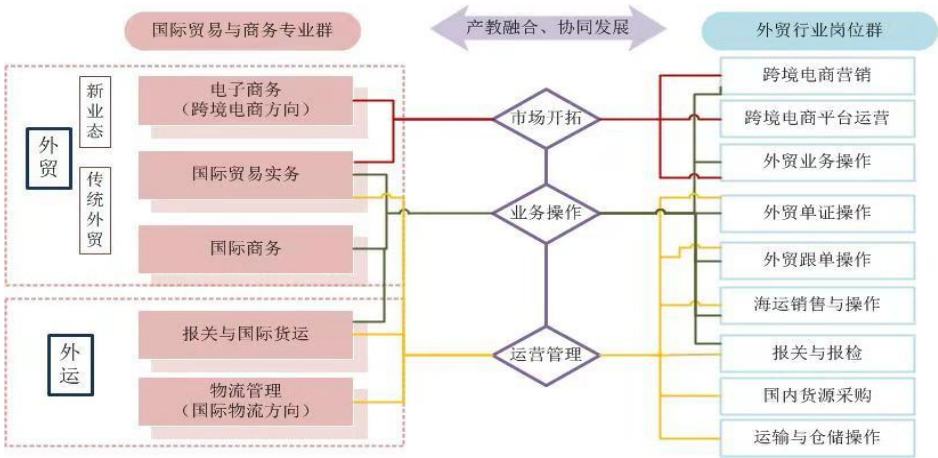 国际贸易与商务专业群
产教融合、协同发展
外贸行业岗位群
新业态
外贸
传统外贸
电子商务
（跨境电商方向）
国际贸易实务
国际商务
外运
报关与国际货运
物流管理
（国际物流方向）
市场开拓
业务操作
运营管理
跨境电商营销
跨境电商平台运营
外贸业务操作
外贸单证操作
外贸跟单操作
海运销售与操作
报关与报检
国内货源采购
运输与仓储操作